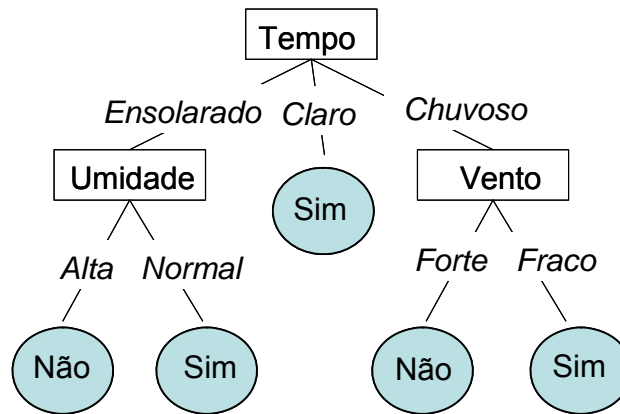 Tempo
Ensolarado Claro Chuvoso
Umidade Sim Vento
Alta Normal Forte Fraco
Não Sim Não Sim